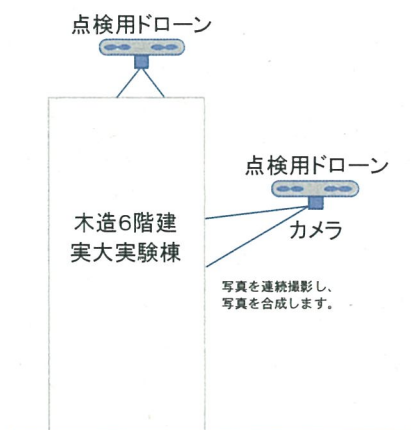 点検用ドローン
点検用ドローン
カメラ
木造6階建
実大実験棟
写真を連続撮影し、
写真を合成します。